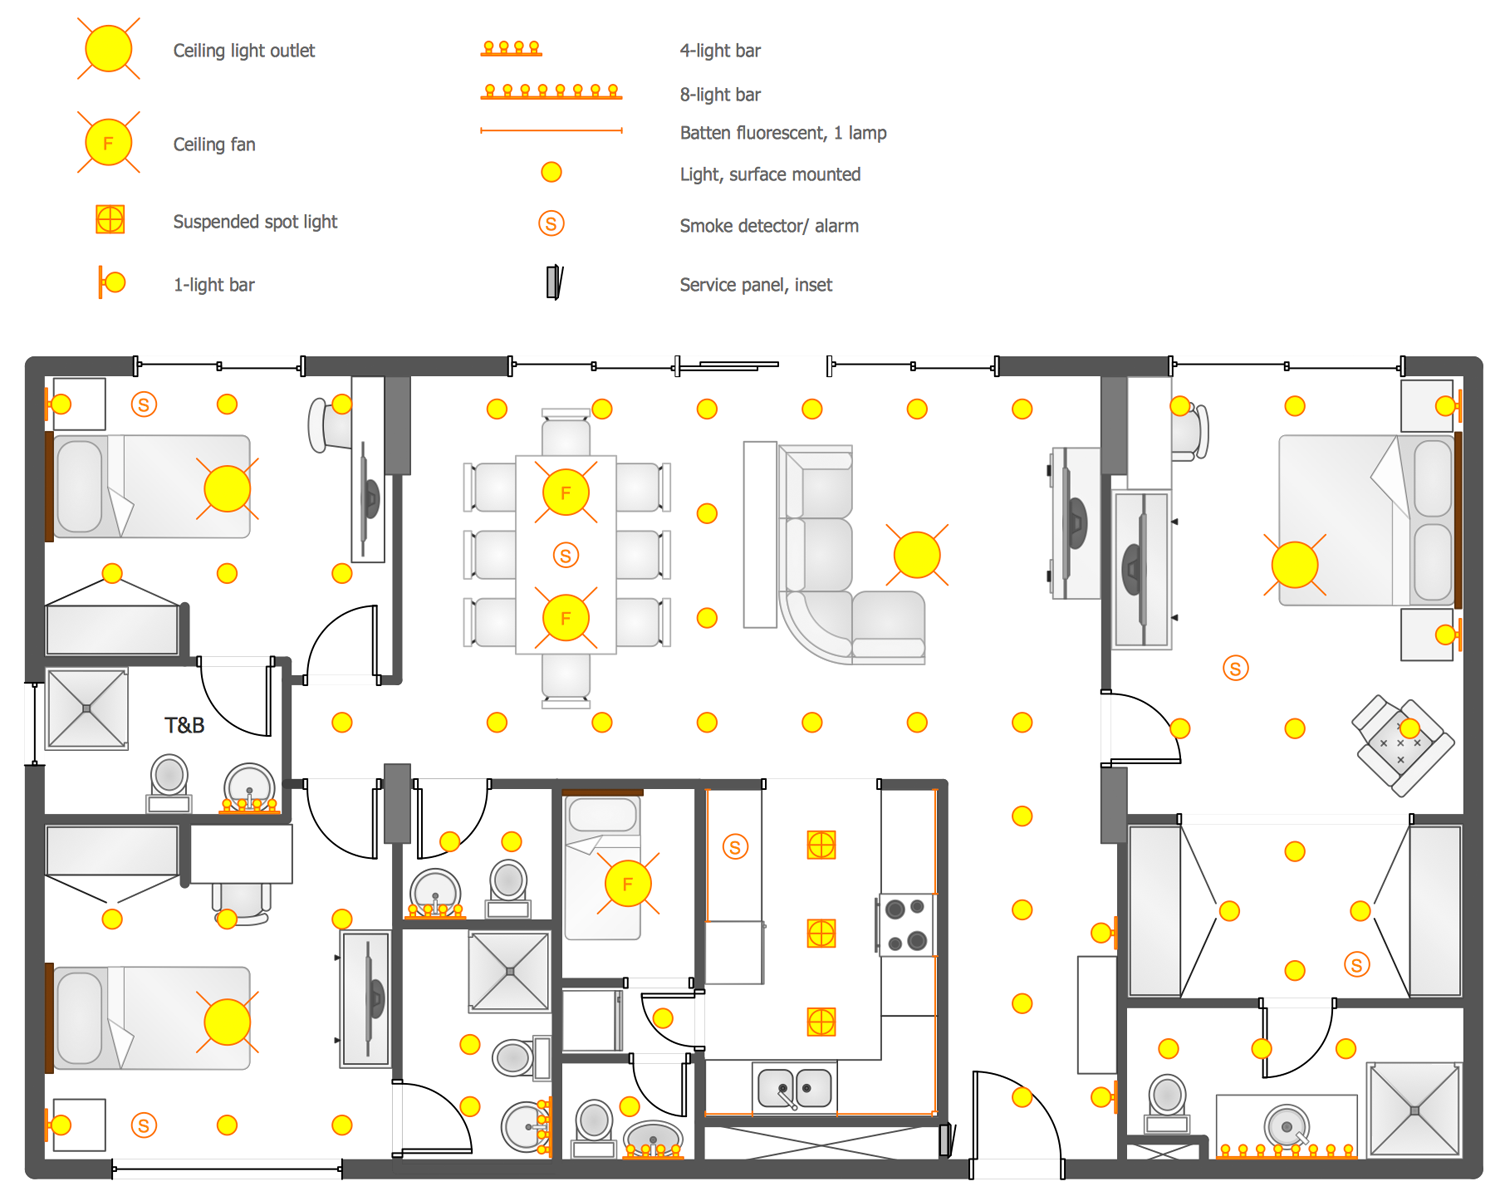 Ceiling light outlet
F
Ceiling fan
Suspended spot light
1-light bar
4-light bar
8-light bar
Batten fluorescent, 1 lamp
Light, surface mounted
S
Smoke detector/ alarm
Service panel, inset
S
F
S
F
S
T&B
S
F
S
S